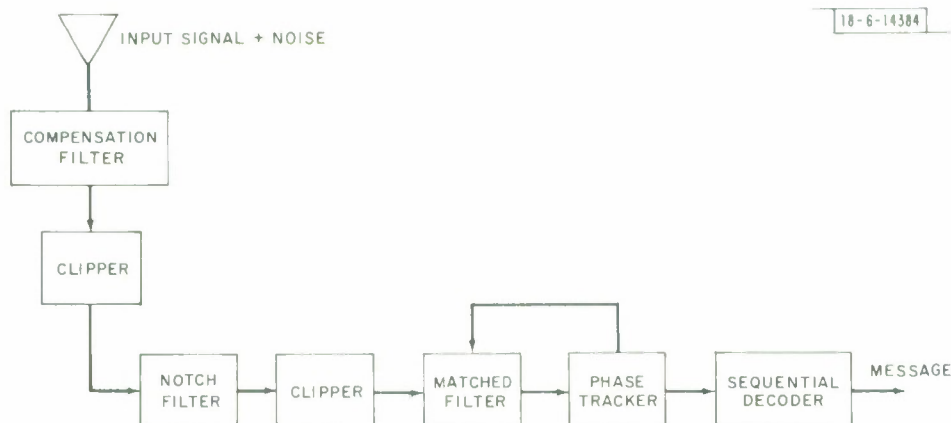 18-6-14384
INPUT SIGNAL + NOISE
COMPENSATION
FILTER
CLIPPER
NOTCH
FILTER
CLIPPER
MATCHED
FILTER
PHASE
TRACKER
SEQUENTIAL
DECODER
MESSAGE